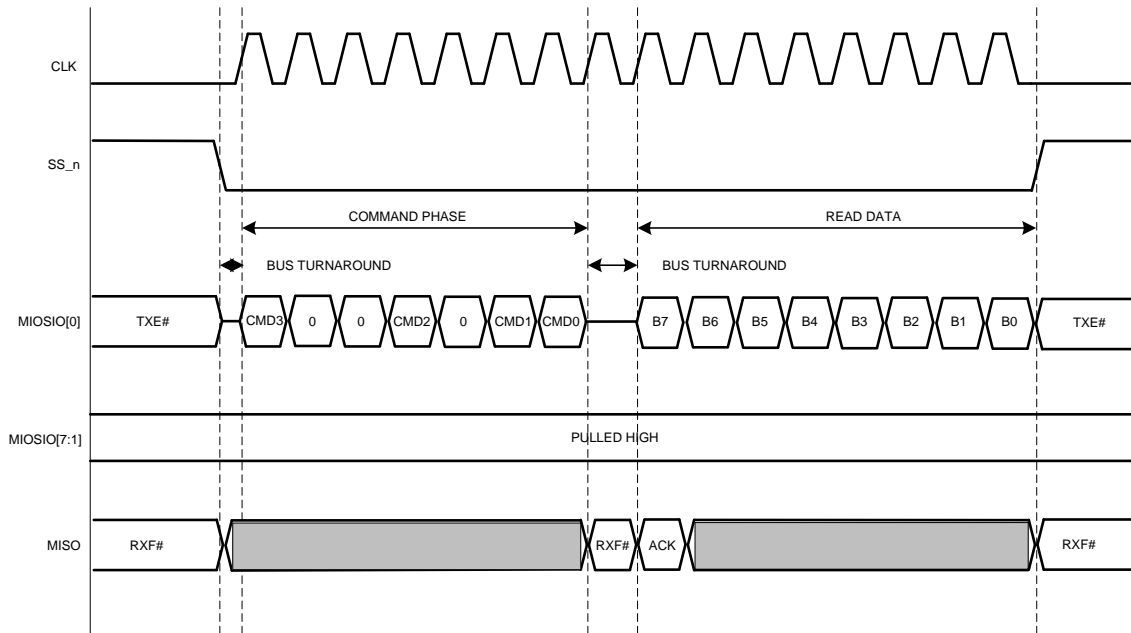 CLK
SS_n
COMMAND PHASE READ DATA
BUS TURNAROUND BUS TURNAROUND
MIOSIO[0] TXE# CMD3 0 0 CMD2 0 CMD1 CMD0 B7 B6 B5 B4 B3 B2 B1 B0 TXE#
MIOSIO[7:1] PULLED HIGH
MISO RXF# RXF# ACK RXF#